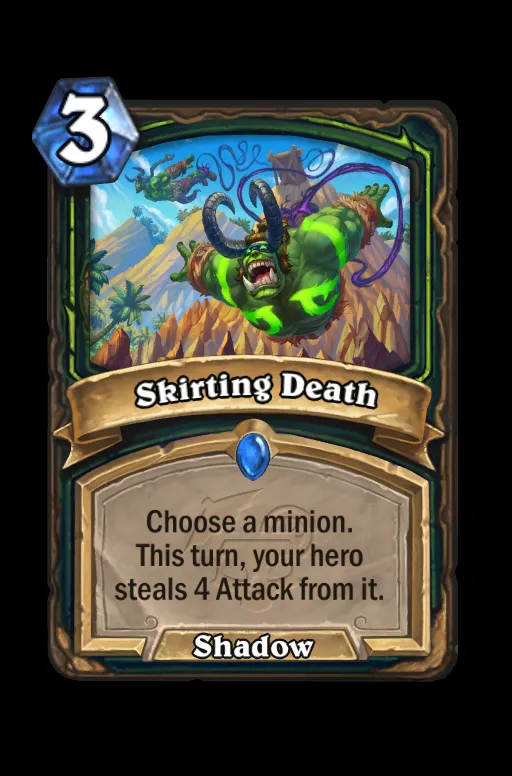 3
Skirting Death
Choose a minion.
This turn, your hero
steals 4 Attack from it.
Shadow